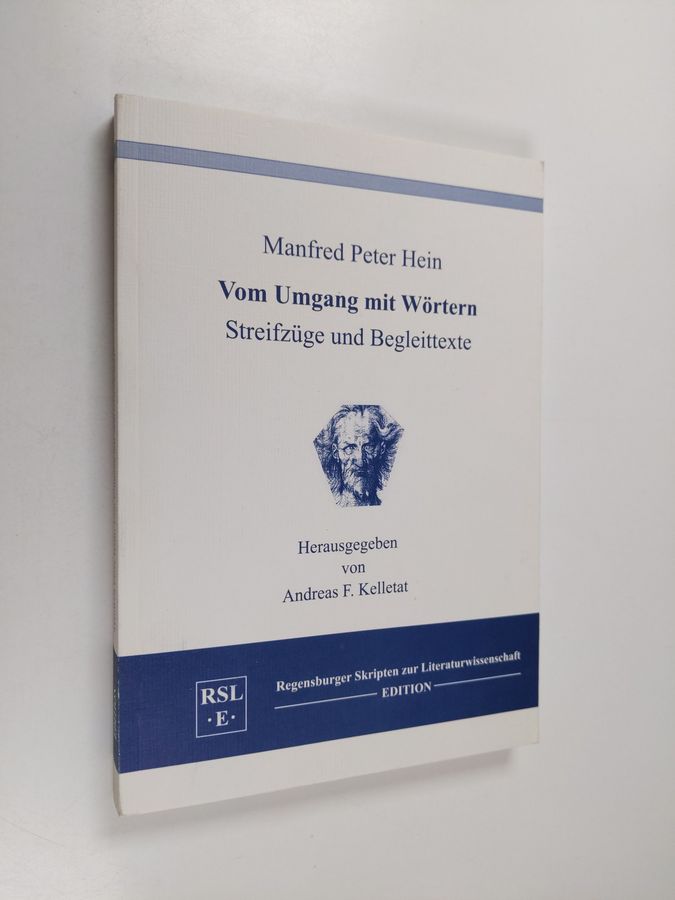 Manfred Peter Hein
Vom Umgang mit Wörtern
Streifzüge und Begleittexte
Herausgegeben
von
Andreas F. Kelletat
RSL
·E·
Regensburger Skripten zur Literaturwissenschaft
EDITION